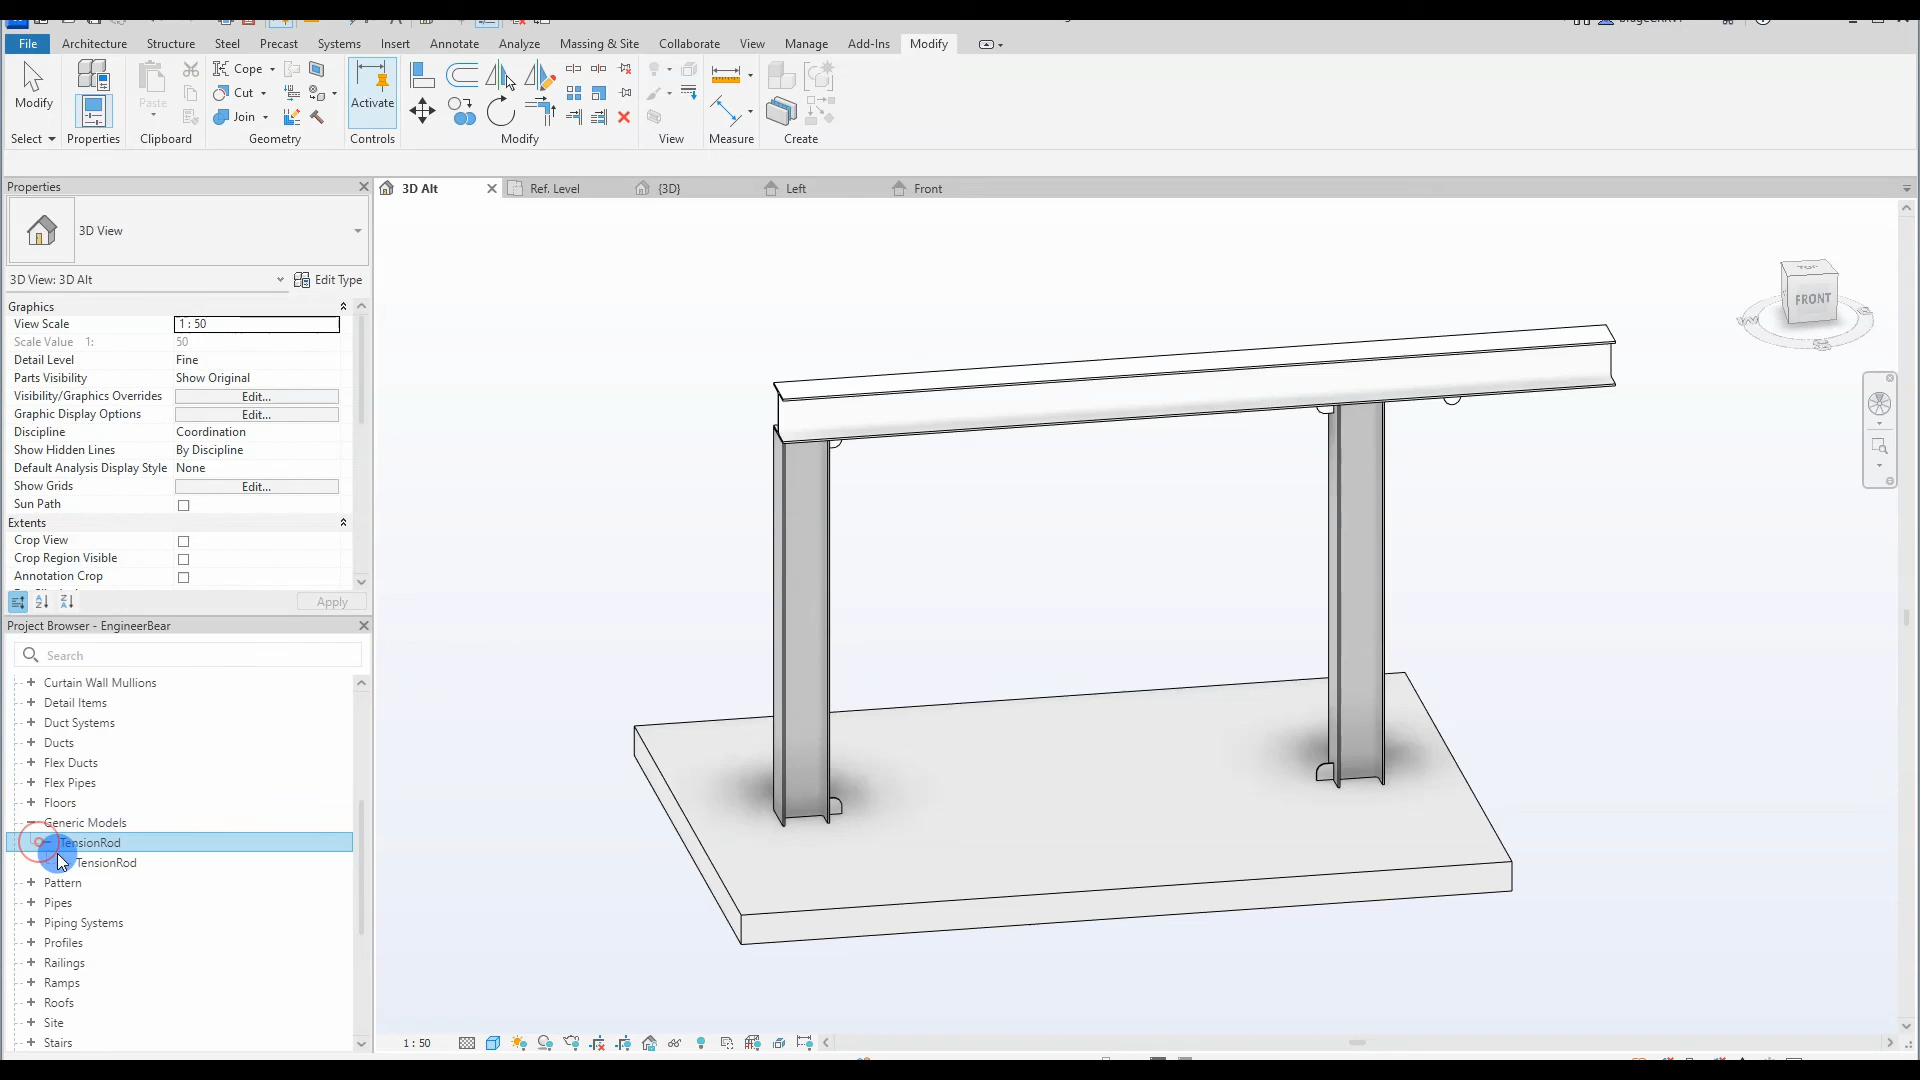 File Architecture Structure Steel Precast Systems Insert Annotate Analyze Massing & Site Collaborate View Manage Add-Ins Modify
Cope
Cut
Join
Modify
Paste
Activate
Select Properties Clipboard Geometry Controls Modify View Measure Create
Properties
3D Alt
Ref. Level
{3D}
Left
Front
3D View
3D View: 3D Alt
Edit Type
Graphics
View Scale 1 : 50
Scale Value 1: 50
Detail Level Fine
Parts Visibility Show Original
Visibility/Graphics Overrides Edit...
Graphic Display Options Edit...
Discipline Coordination
Show Hidden Lines By Discipline
Default Analysis Display Style None
Show Grids Edit...
Sun Path
Extents
Crop View
Crop Region Visible
Annotation Crop
Apply
TOP
FRONT
Project Browser - EngineerBear
Search
Curtain Wall Mullions
Detail Items
Duct Systems
Ducts
Flex Ducts
Flex Pipes
Floors
Generic Models
TensionRod
TensionRod
Pattern
Pipes
Piping Systems
Profiles
Railings
Ramps
Roofs
Site
Stairs
1 : 50